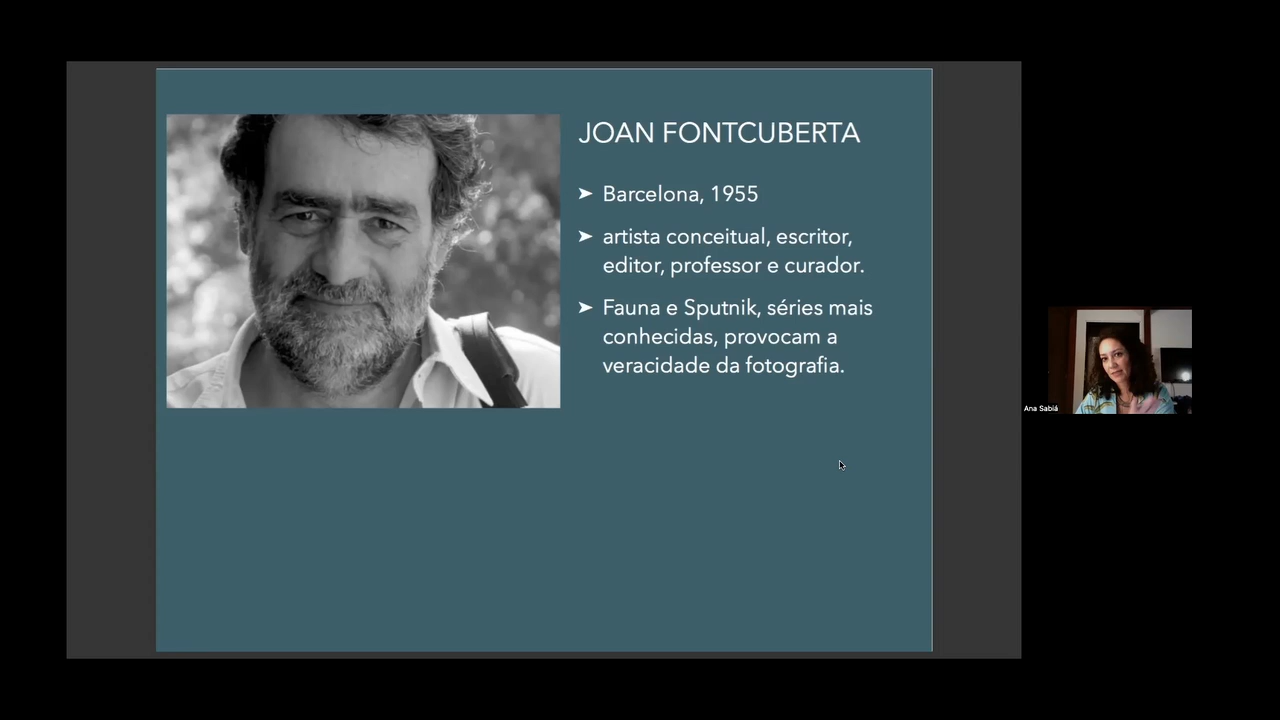 JOAN FONTCUBERTA
➤ Barcelona, 1955
➤ artista conceitual, escritor,
editor, professor e curador.
➤ Fauna e Sputnik, séries mais
conhecidas, provocam a
veracidade da fotografia.
Ana Sabiá